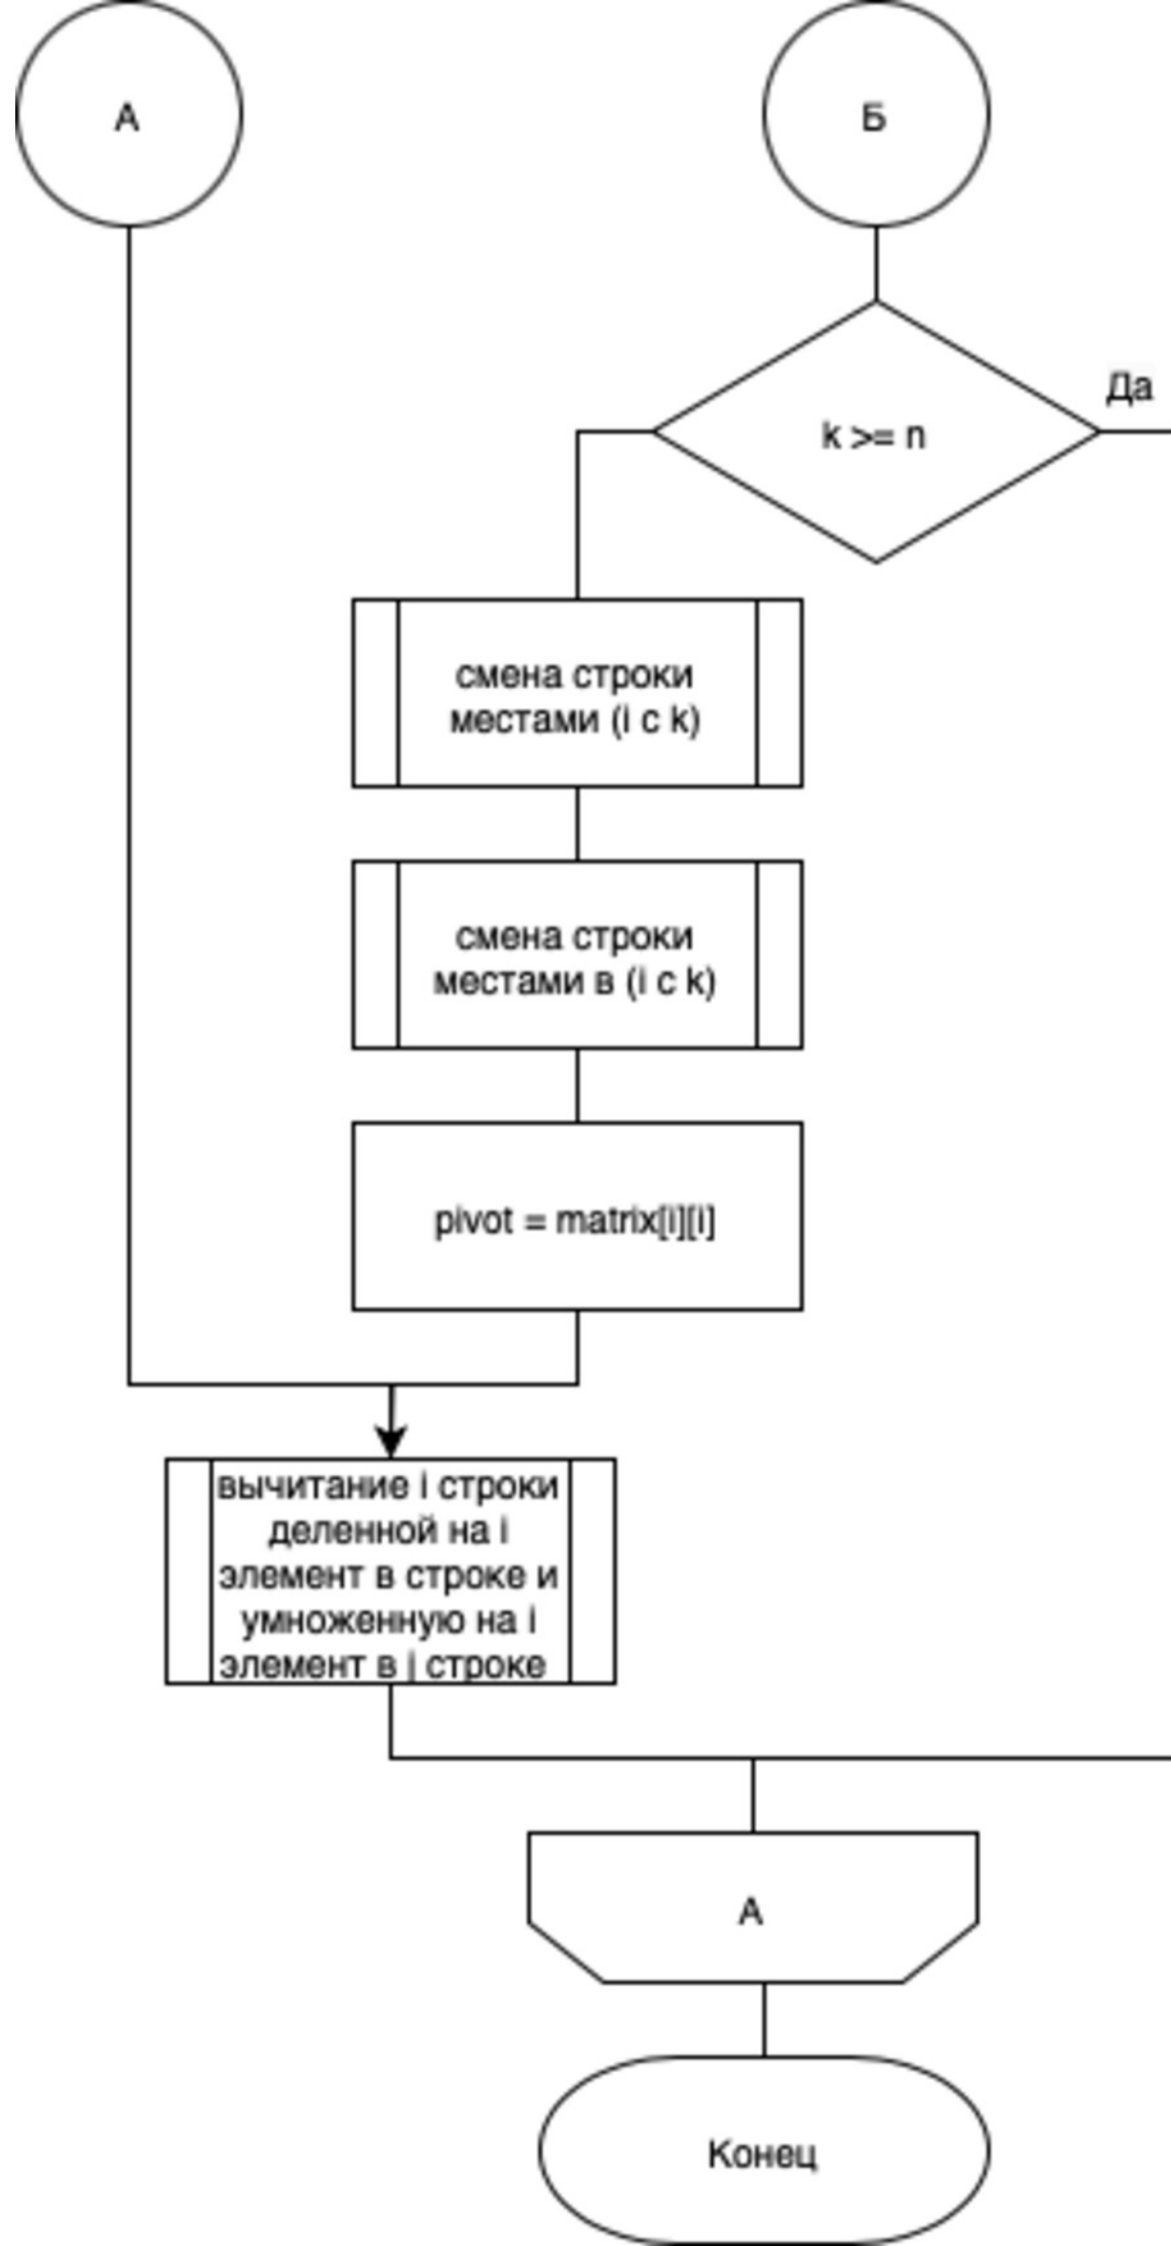 А
Б
Да
k >= n
смена строки
местами (i с k)
смена строки
местами в (i с k)
pivot = matrix[i][i]
вычитание i строки
деленной на i
элемент в строке и
умноженную на i
элемент в j строке
А
Конец